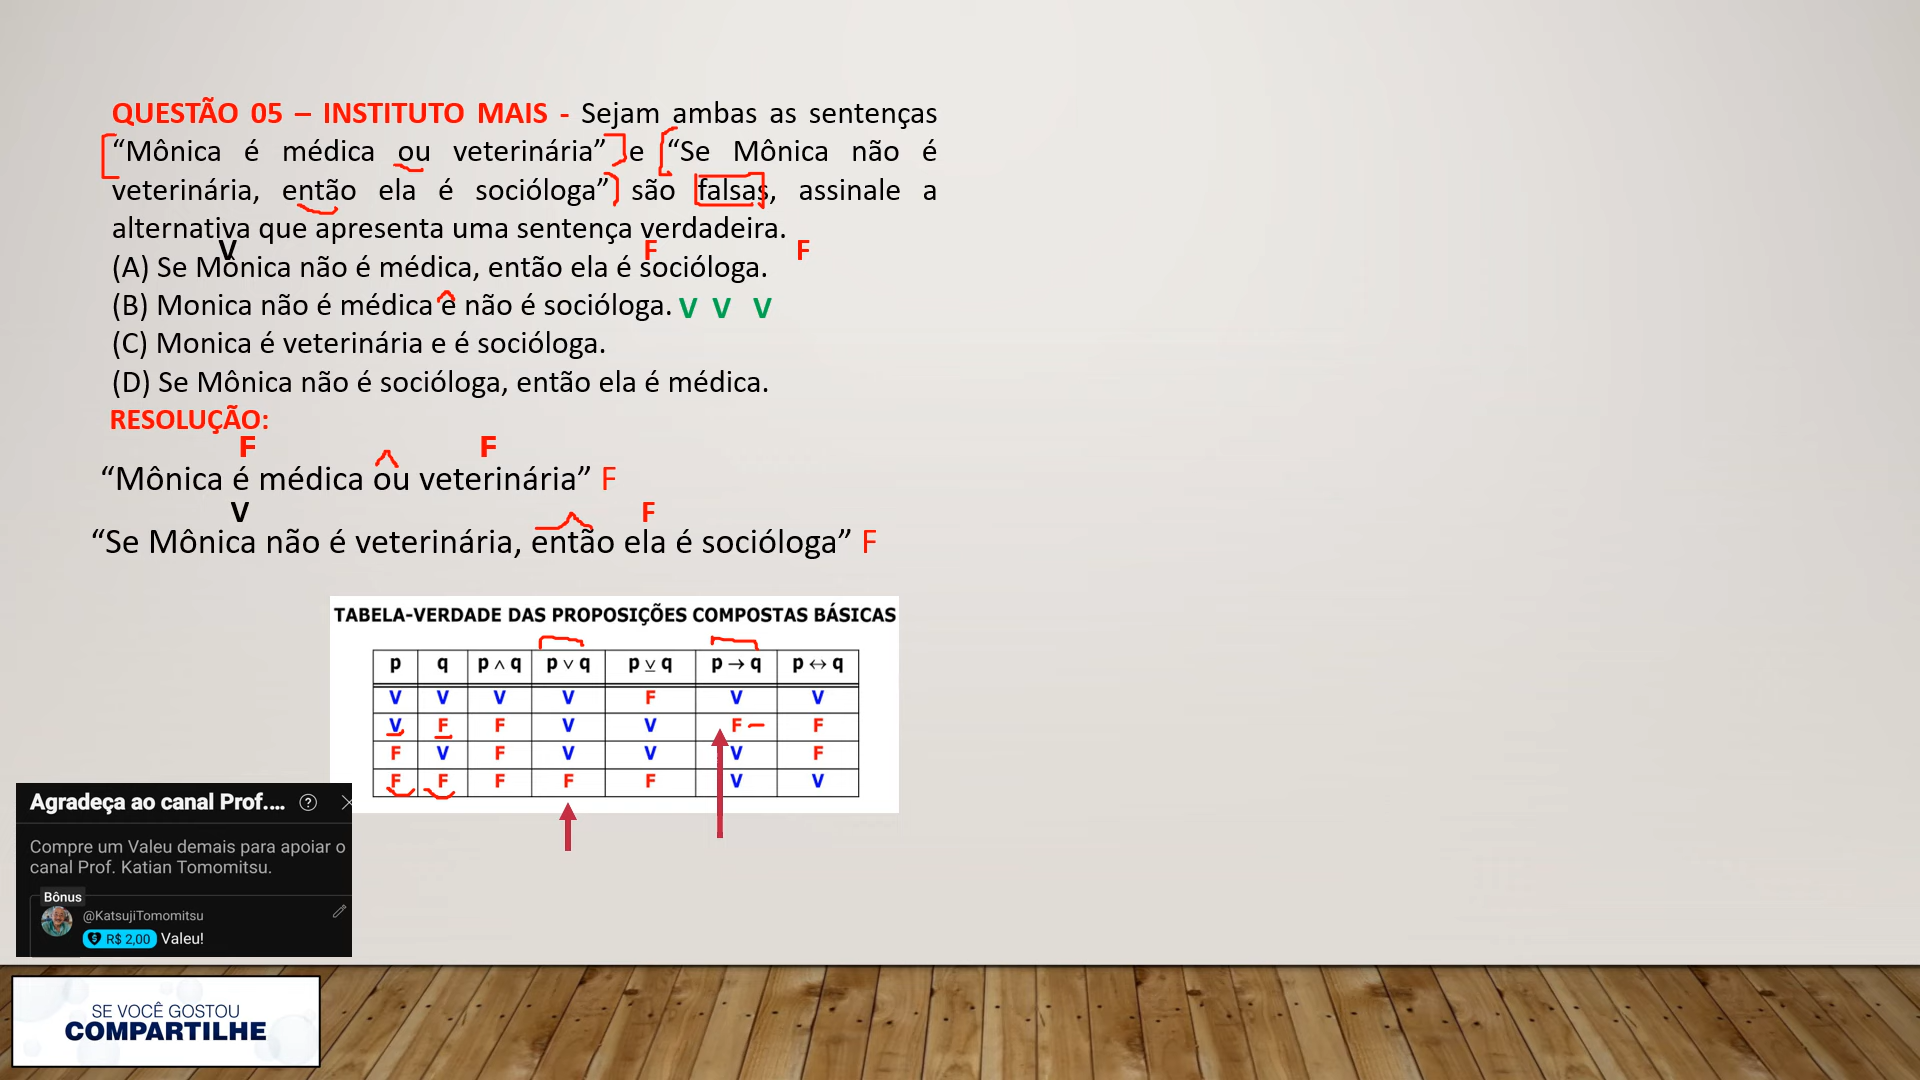 QUESTÃO 05 – INSTITUTO MAIS - Sejam ambas as sentenças
“Mônica é médica ou veterinária” e “Se Mônica não é
veterinária, então ela é socióloga” são falsas, assinale a
alternativa que apresenta uma sentença verdadeira.
V F F
(A) Se Mônica não é médica, então ela é socióloga.
(B) Monica não é médica e não é socióloga. V V V
(C) Monica é veterinária e é socióloga.
(D) Se Mônica não é socióloga, então ela é médica.
RESOLUÇÃO:
F F
“Mônica é médica ou veterinária” F
V F
“Se Mônica não é veterinária, então ela é socióloga” F
TABELA-VERDADE DAS PROPOSIÇÕES COMPOSTAS BÁSICAS
p q p ∧ q p ∨ q p ⊻ q p → q p ↔ q
V V V V F V V
V F F V V F F
F V F V V V F
F F F F F V V
Agradeça ao canal Prof.... ?
Compre um Valeu demais para apoiar o
canal Prof. Katian Tomomitsu.
Bônus
@KatsujiTomomitsu
R$ 2,00 Valeu!
SE VOCÊ GOSTOU
COMPARTILHE